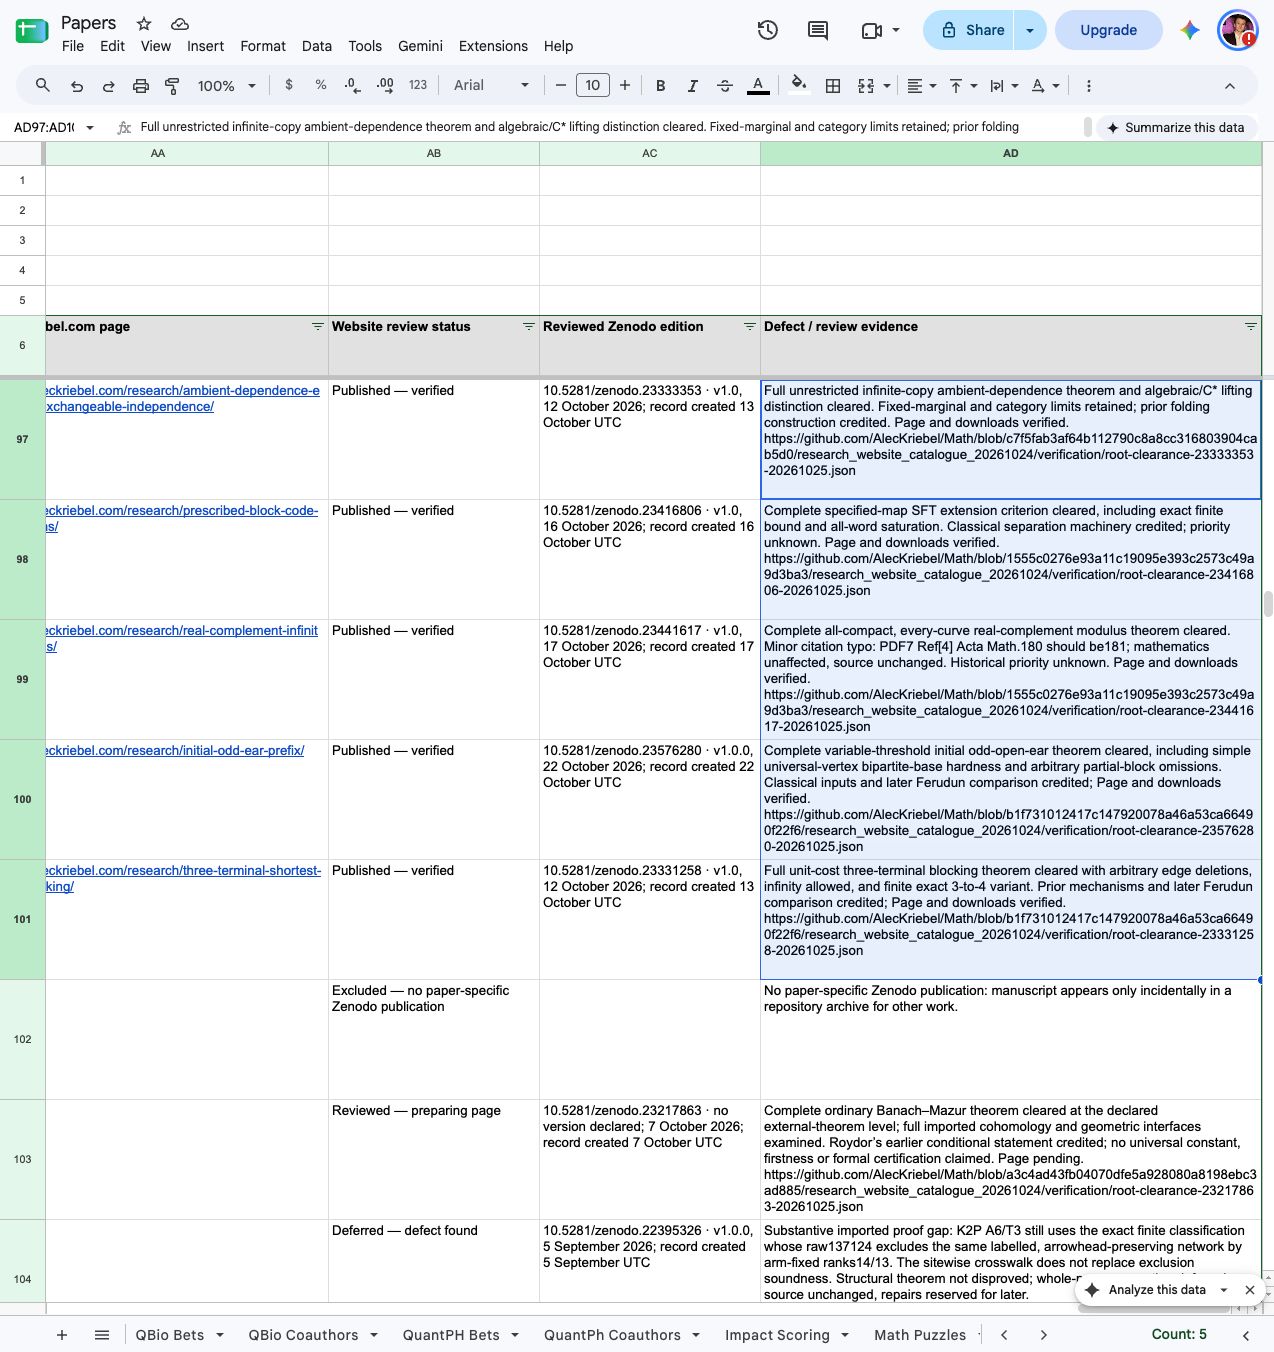 Papers
File Edit View Insert Format Data Tools Gemini Extensions Help
Share
Upgrade
100% $ % .0 .00 123 Arial 10 B I S A A
AD97:AD1
fx Full unrestricted infinite-copy ambient-dependence theorem and algebraic/C* lifting distinction cleared. Fixed-marginal and category limits retained; prior folding
Summarize this data
AA AB AC AD
1
2
3
4
5
6
bel.com page
Website review status
Reviewed Zenodo edition
Defect / review evidence
97
eckriebel.com/research/ambient-dependence-e
xchangeable-independence/
Published — verified
10.5281/zenodo.23333353 · v1.0,
12 October 2026; record created 13
October UTC
Full unrestricted infinite-copy ambient-dependence theorem and algebraic/C* lifting
distinction cleared. Fixed-marginal and category limits retained; prior folding
construction credited. Page and downloads verified.
https://github.com/AlecKriebel/Math/blob/c7f5fab3af64b112790c8a8cc316803904ca
b5d0/research_website_catalogue_20261024/verification/root-clearance-23333353
-20261025.json
98
eckriebel.com/research/prescribed-block-code-
ns/
Published — verified
10.5281/zenodo.23416806 · v1.0,
16 October 2026; record created 16
October UTC
Complete specified-map SFT extension criterion cleared, including exact finite
bound and all-word saturation. Classical separation machinery credited; priority
unknown. Page and downloads verified.
https://github.com/AlecKriebel/Math/blob/1555c0276e93a11c19095e393c2573c49a
9d3ba3/research_website_catalogue_20261024/verification/root-clearance-234168
06-20261025.json
99
eckriebel.com/research/real-complement-infinit
s/
Published — verified
10.5281/zenodo.23441617 · v1.0,
17 October 2026; record created 17
October UTC
Complete all-compact, every-curve real-complement modulus theorem cleared.
Minor citation typo: PDF7 Ref[4] Acta Math.180 should be181; mathematics
unaffected, source unchanged. Historical priority unknown. Page and downloads
verified.
https://github.com/AlecKriebel/Math/blob/1555c0276e93a11c19095e393c2573c49a
9d3ba3/research_website_catalogue_20261024/verification/root-clearance-234416
17-20261025.json
100
eckriebel.com/research/initial-odd-ear-prefix/
Published — verified
10.5281/zenodo.23576280 · v1.0.0,
22 October 2026; record created 22
October UTC
Complete variable-threshold initial odd-open-ear theorem cleared, including simple
universal-vertex bipartite-base hardness and arbitrary partial-block omissions.
Classical inputs and later Ferudun comparison credited; Page and downloads
verified.
https://github.com/AlecKriebel/Math/blob/b1f731012417c147920078a46a53ca6649
0f22f6/research_website_catalogue_20261024/verification/root-clearance-2357628
0-20261025.json
101
eckriebel.com/research/three-terminal-shortest-
king/
Published — verified
10.5281/zenodo.23331258 · v1.0,
12 October 2026; record created 13
October UTC
Full unit-cost three-terminal blocking theorem cleared with arbitrary edge deletions,
infinity allowed, and finite exact 3-to-4 variant. Prior mechanisms and later Ferudun
comparison credited; Page and downloads verified.
https://github.com/AlecKriebel/Math/blob/b1f731012417c147920078a46a53ca6649
0f22f6/research_website_catalogue_20261024/verification/root-clearance-2333125
8-20261025.json
102
Excluded — no paper-specific
Zenodo publication
No paper-specific Zenodo publication: manuscript appears only incidentally in a
repository archive for other work.
103
Reviewed — preparing page
10.5281/zenodo.23217863 · no
version declared; 7 October 2026;
record created 7 October UTC
Complete ordinary Banach–Mazur theorem cleared at the declared
external-theorem level; full imported cohomology and geometric interfaces
examined. Roydor’s earlier conditional statement credited; no universal constant,
firstness or formal certification claimed. Page pending.
https://github.com/AlecKriebel/Math/blob/a3c4ad43fb04070dfe5a928080a8198ebc3
ad885/research_website_catalogue_20261024/verification/root-clearance-2321786
3-20261025.json
104
Deferred — defect found
10.5281/zenodo.22395326 · v1.0.0,
5 September 2026; record created
5 September UTC
Substantive imported proof gap: K2P A6/T3 still uses the exact finite classification
whose raw137124 excludes the same labelled, arrowhead-preserving network by
arm-fixed ranks14/13. The sitewise crosswalk does not replace exclusion
soundness. Structural theorem not disproved;
source unchanged, repairs reserved for later.
Analyze this data
QBio Bets QBio Coauthors QuantPH Bets QuantPh Coauthors Impact Scoring Math Puzzles
Count: 5